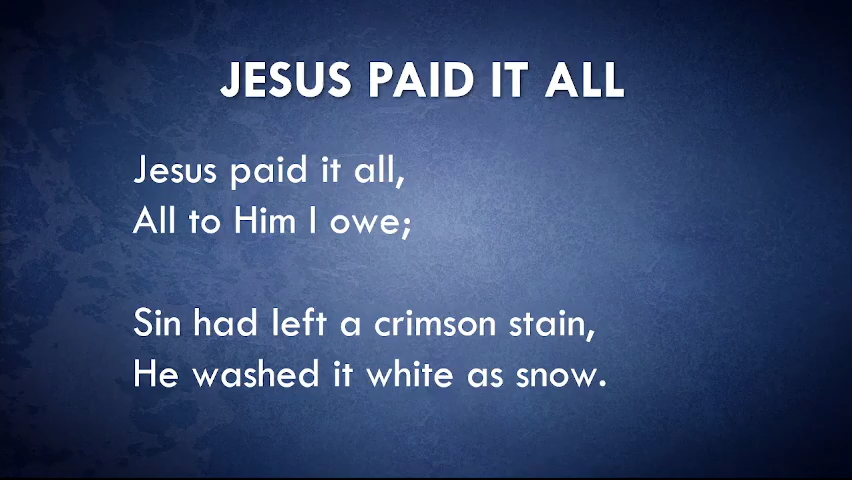 JESUS PAID IT ALL
Jesus paid it all,
All to Him I owe;
Sin had left a crimson stain,
He washed it white as snow.